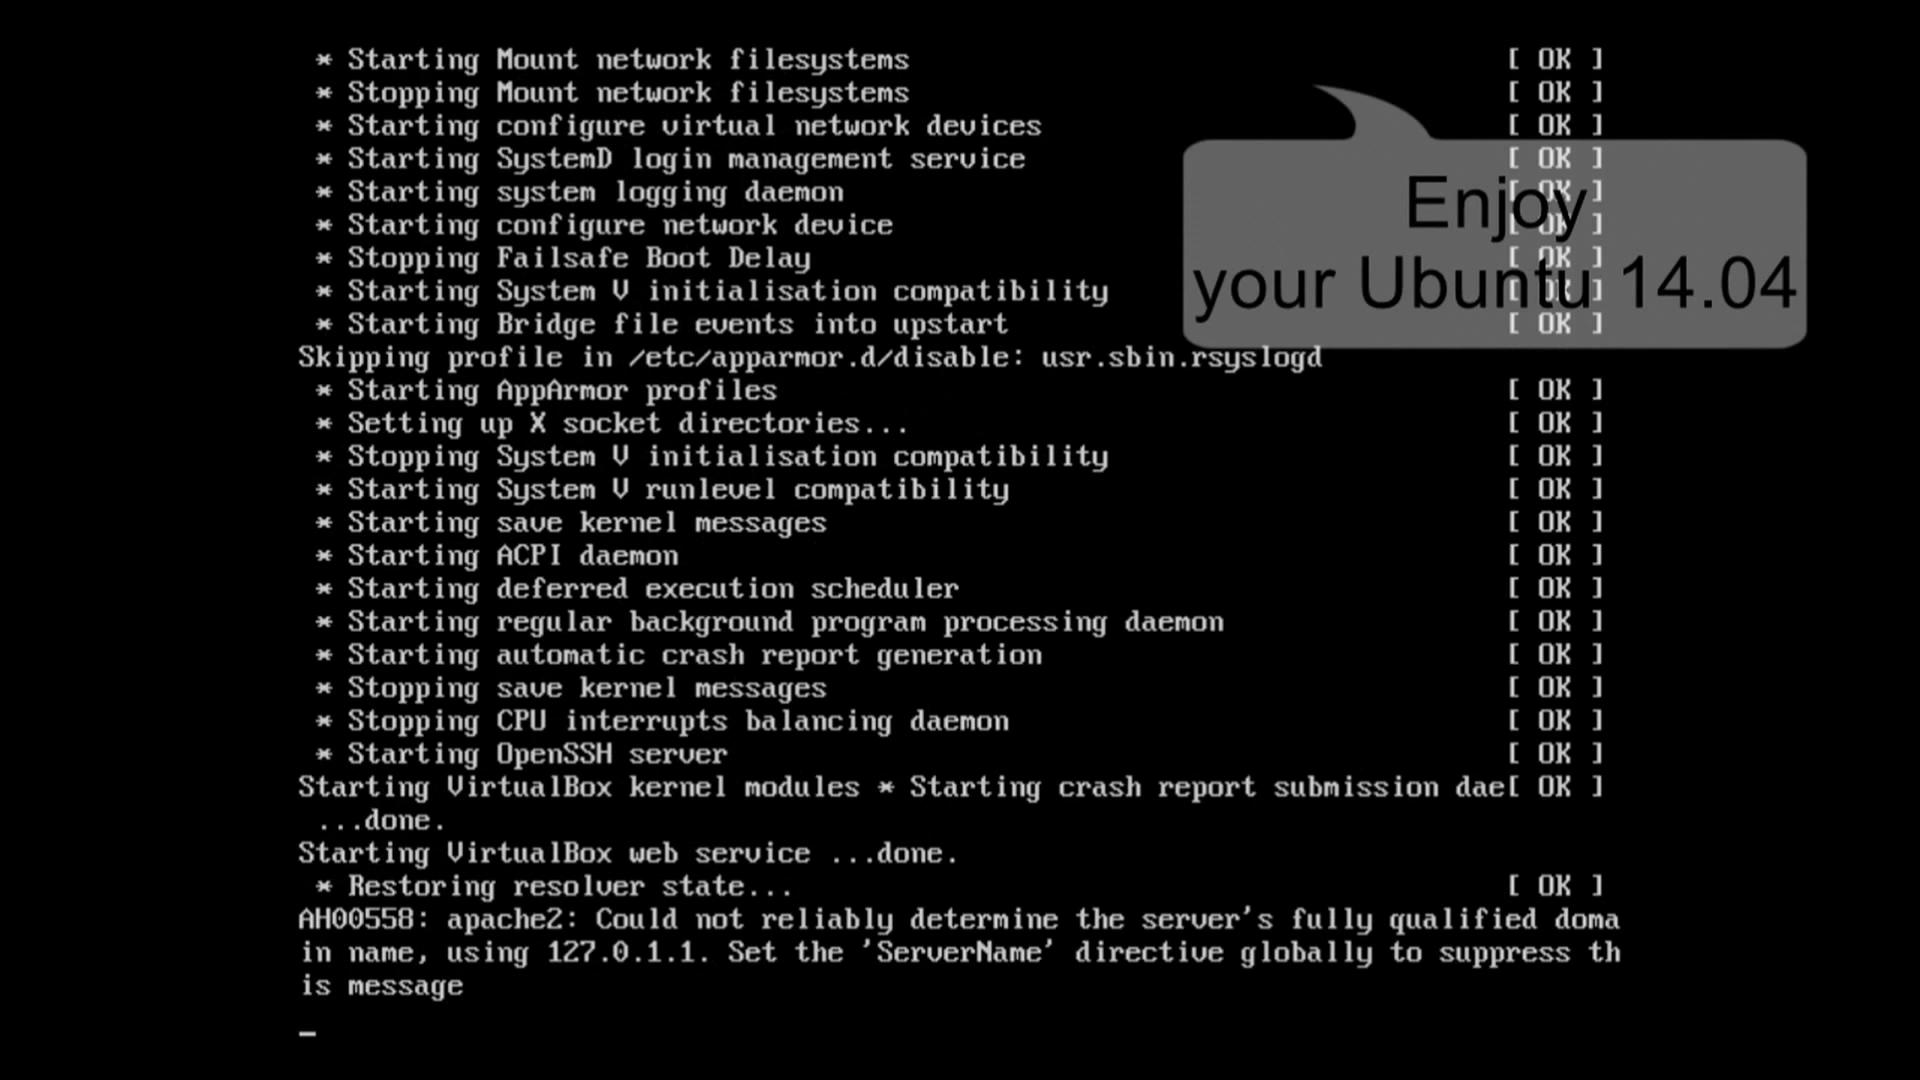 * Starting Mount network filesystems [ OK ]
* Stopping Mount network filesystems [ OK ]
* Starting configure virtual network devices [ OK ]
* Starting SystemD login management service [ OK ]
* Starting system logging daemon [ OK ]
* Starting configure network device [ OK ]
* Stopping Failsafe Boot Delay [ OK ]
* Starting System V initialisation compatibility [ OK ]
* Starting Bridge file events into upstart [ OK ]
Enjoy
your Ubuntu 14.04
Skipping profile in /etc/apparmor.d/disable: usr.sbin.rsyslogd
* Starting AppArmor profiles [ OK ]
* Setting up X socket directories... [ OK ]
* Stopping System V initialisation compatibility [ OK ]
* Starting System V runlevel compatibility [ OK ]
* Starting save kernel messages [ OK ]
* Starting ACPI daemon [ OK ]
* Starting deferred execution scheduler [ OK ]
* Starting regular background program processing daemon [ OK ]
* Starting automatic crash report generation [ OK ]
* Stopping save kernel messages [ OK ]
* Stopping CPU interrupts balancing daemon [ OK ]
* Starting OpenSSH server [ OK ]
Starting VirtualBox kernel modules * Starting crash report submission dae[ OK ]
...done.
Starting VirtualBox web service ...done.
* Restoring resolver state... [ OK ]
AH00558: apache2: Could not reliably determine the server's fully qualified doma
in name, using 127.0.1.1. Set the 'ServerName' directive globally to suppress th
is message
_